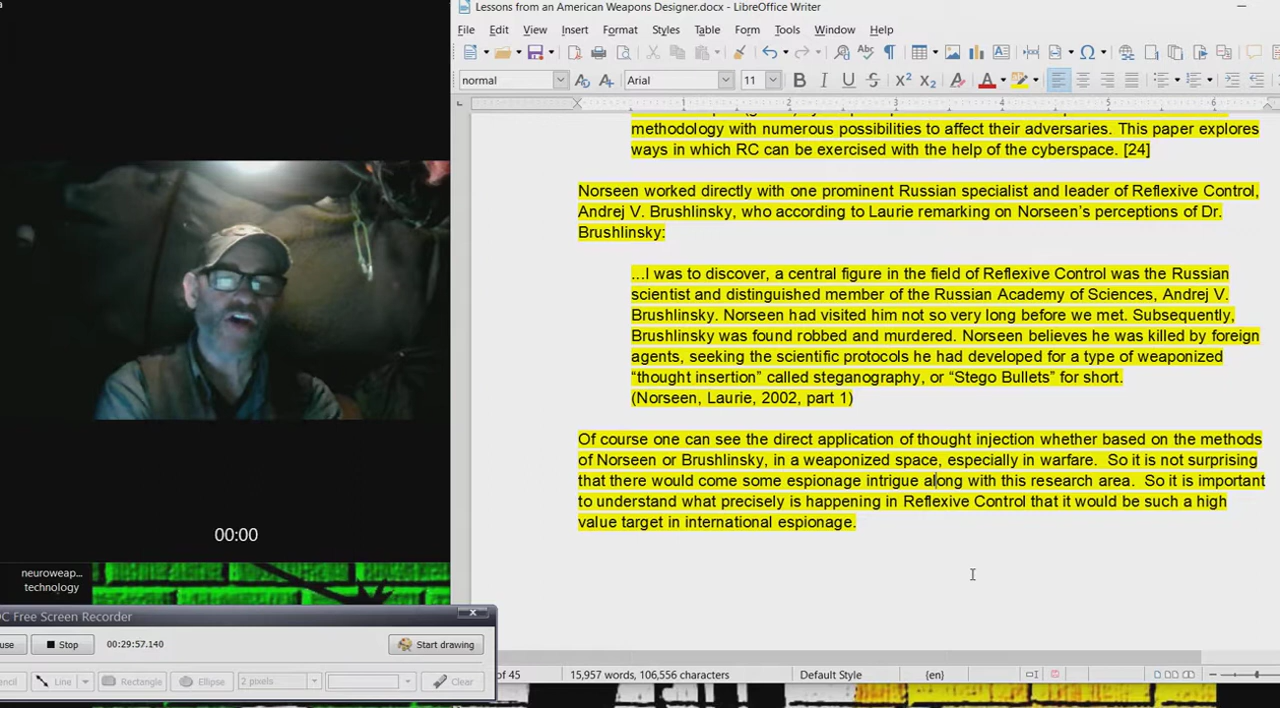 Lessons from an American Weapons Designer.docx - LibreOffice Writer
File Edit View Insert Format Styles Table Form Tools Window Help
normal Arial 11
1 2 3 4 5 6
methodology with numerous possibilities to affect their adversaries. This paper explores
ways in which RC can be exercised with the help of the cyberspace. [24]
Norseen worked directly with one prominent Russian specialist and leader of Reflexive Control,
Andrej V. Brushlinsky, who according to Laurie remarking on Norseen's perceptions of Dr.
Brushlinsky:
...I was to discover, a central figure in the field of Reflexive Control was the Russian
scientist and distinguished member of the Russian Academy of Sciences, Andrej V.
Brushlinsky. Norseen had visited him not so very long before we met. Subsequently,
Brushlinsky was found robbed and murdered. Norseen believes he was killed by foreign
agents, seeking the scientific protocols he had developed for a type of weaponized
“thought insertion” called steganography, or “Stego Bullets” for short.
(Norseen, Laurie, 2002, part 1)
Of course one can see the direct application of thought injection whether based on the methods
of Norseen or Brushlinsky, in a weaponized space, especially in warfare. So it is not surprising
that there would come some espionage intrigue along with this research area. So it is important
to understand what precisely is happening in Reflexive Control that it would be such a high
value target in international espionage.
00:00
neuroweap...
technology
DC Free Screen Recorder
use Stop 00:29:57.140 Start drawing
encil Line Rectangle Ellipse 2 pixels Clear
of 45 15,957 words, 106,556 characters Default Style (en)